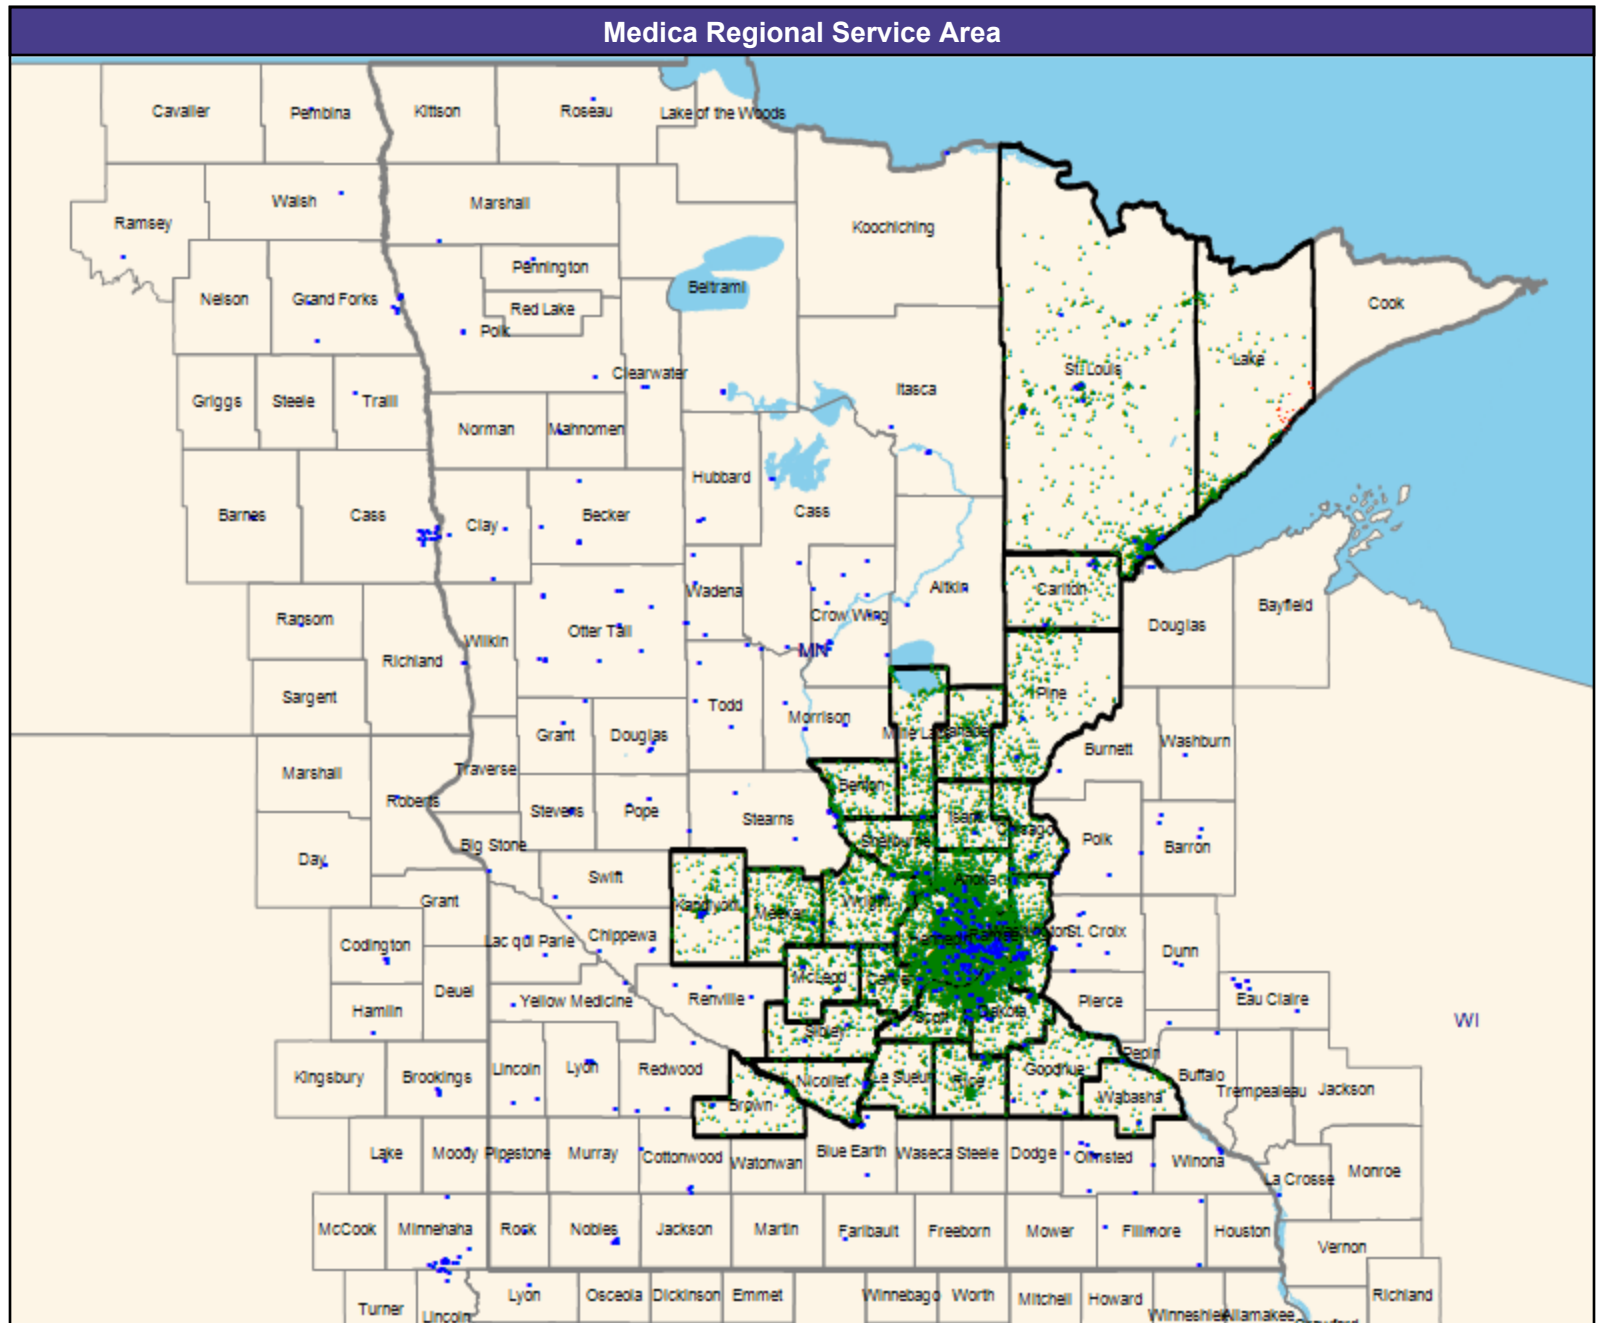 Medica Regional Service Area
Cavalier Pembina Kittson Roseau Lake of the Woods
Walsh Marshall
Ramsey Koochiching
Pennington
Nelson Grand Forks Red Lake Beltrami Cook
Polk
Clearwater St. Louis Lake
Griggs Steele Traill Itasca
Norman Mahnomen
Hubbard
Barnes Cass Clay Becker Cass
Wadena Aitkin Carlton
Ransom Crow Wing Bayfield
Otter Tail Douglas
Wilkin
Richland MN
Sargent Pine
Todd Morrison
Grant Douglas Mille
Burnett Washburn
Marshall Traverse
Roberts Benton
Stevens Pope Stearns Isanti
Sherburne Polk Barron
Big Stone
Day Swift Anoka
Grant Wright
Kandiyohi Meeker
Codington Lac qui Parle Chippewa St. Croix
Dunn
McLeod
Deuel Yellow Medicine Renville Pierce Eau Claire
Hamlin Scott Dakota
Sibley WI
Pepin
Kingsbury Brookings Lincoln Lyon Redwood Nicollet Le Sueur Rice Goodhue Buffalo
Brown Wabasha Trempealeau Jackson
Lake Moody Pipestone Murray Cottonwood Watonwan Blue Earth Waseca Steele Dodge Olmsted Winona
La Crosse Monroe
McCook Minnehaha Rock Nobles Jackson Martin Faribault Freeborn Mower Fillmore Houston
Vernon
Turner Lincoln Lyon Osceola Dickinson Emmet Winnebago Worth Mitchell Howard Richland
Allamakee